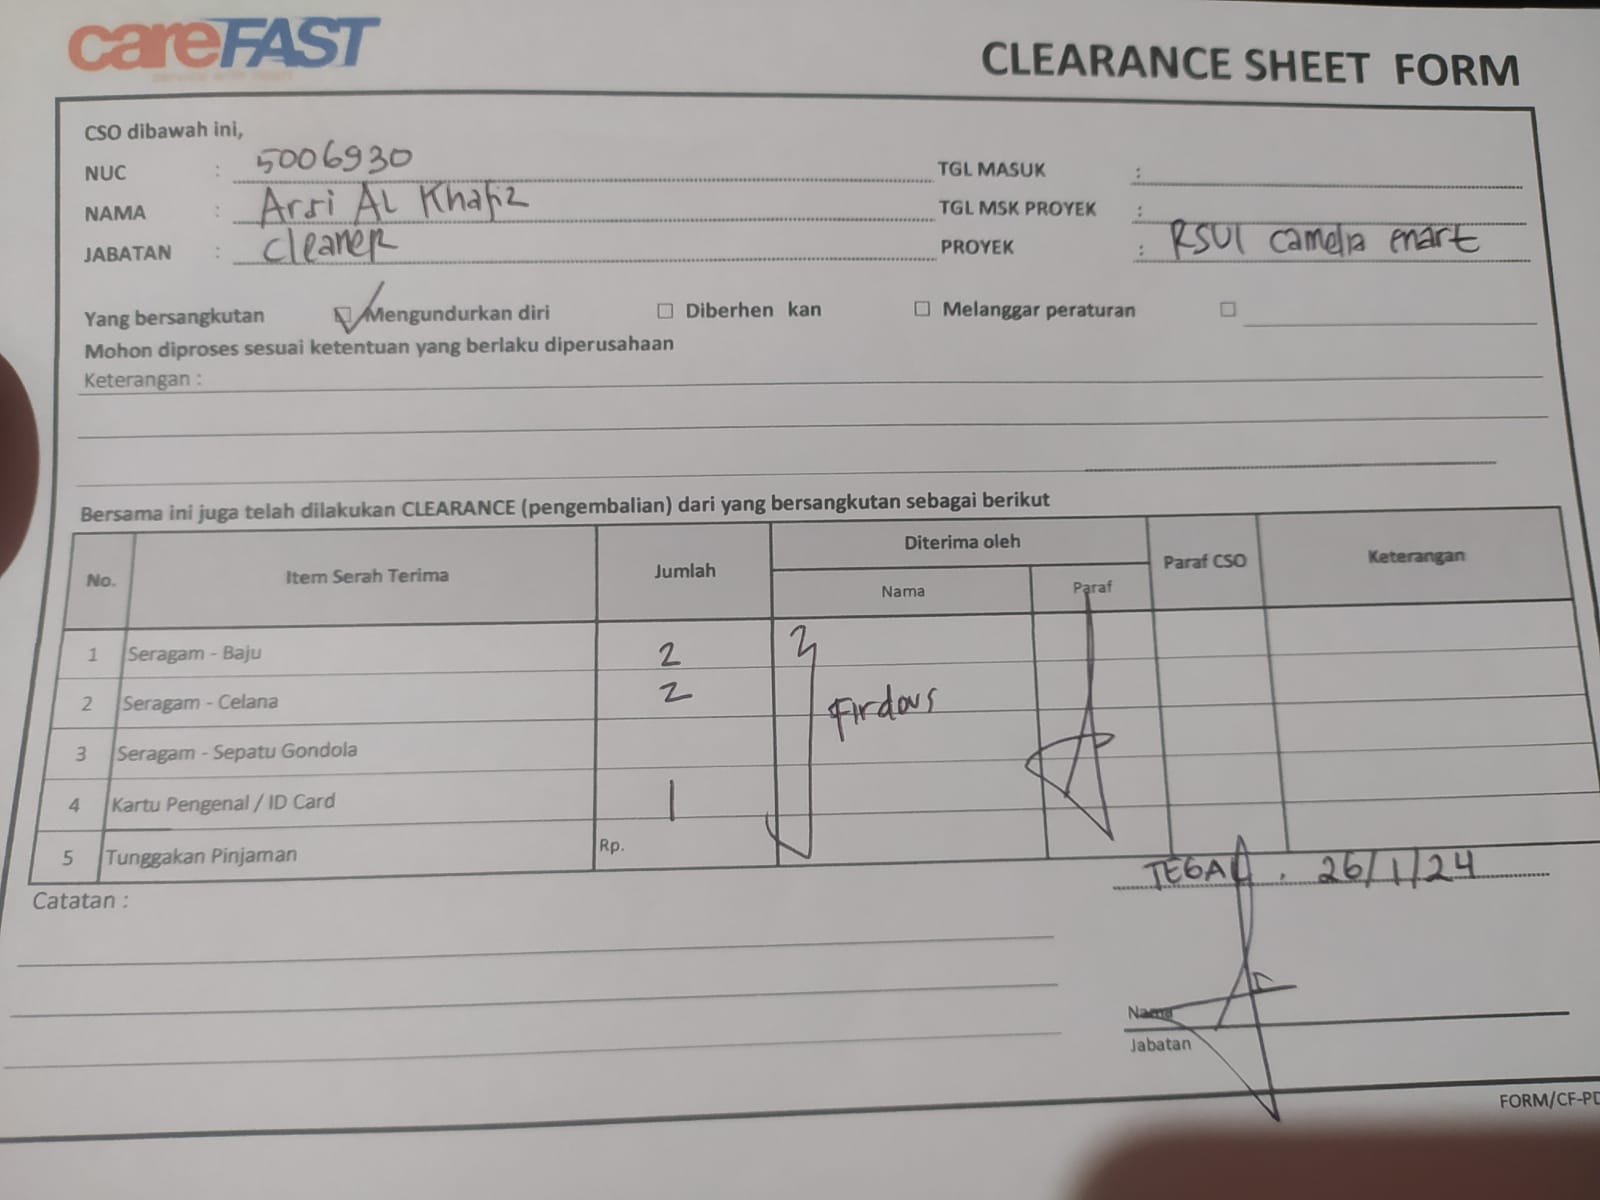 careFAST
CLEARANCE SHEET FORM
CSO dibawah ini,
NUC : 5006930
TGL MASUK :
NAMA : Arsi AL Khafiz
TGL MSK PROYEK :
JABATAN : Cleaner
PROYEK : RSUI Camelia
Yang bersangkutan Mengundurkan diri Diberhen kan Melanggar peraturan
Mohon diproses sesuai ketentuan yang berlaku diperusahaan
Keterangan :
Bersama ini juga telah dilakukan CLEARANCE (pengembalian) dari yang bersangkutan sebagai berikut
No. Item Serah Terima Jumlah Diterima oleh Paraf CSO Keterangan
Nama Paraf
1 Seragam - Baju 2
2 Seragam - Celana 2
Firdaus
3 Seragam - Sepatu Gondola
4 Kartu Pengenal / ID Card 1
5 Tunggakan Pinjaman Rp.
TEGAL, 26/1/24
Catatan :
Nama
Jabatan
FORM/CF-PD